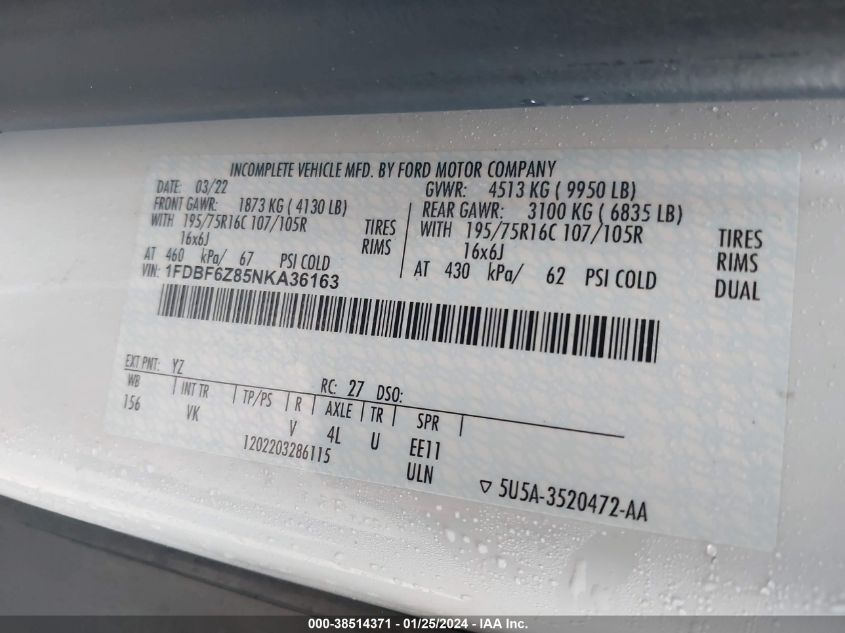 INCOMPLETE VEHICLE MFD. BY FORD MOTOR COMPANY
DATE: 03/22 GVWR: 4513 KG ( 9950 LB)
FRONT GAWR: 1873 KG ( 4130 LB) REAR GAWR: 3100 KG ( 6835 LB)
WITH 195/75R16C 107/105R TIRES WITH 195/75R16C 107/105R TIRES
16x6J RIMS 16x6J RIMS
AT 460 kPa/ 67 PSI COLD AT 430 kPa/ 62 PSI COLD DUAL
VIN: 1FDBF6Z85NKA36163
EXT PNT: YZ RC: 27 DSO:
WB INT TR TP/PS R AXLE TR SPR
156 VK V 4L U EE11
1202203286115 ULN
▽ 5U5A-3520472-AA
000-38514371 - 01/25/2024 - IAA Inc.